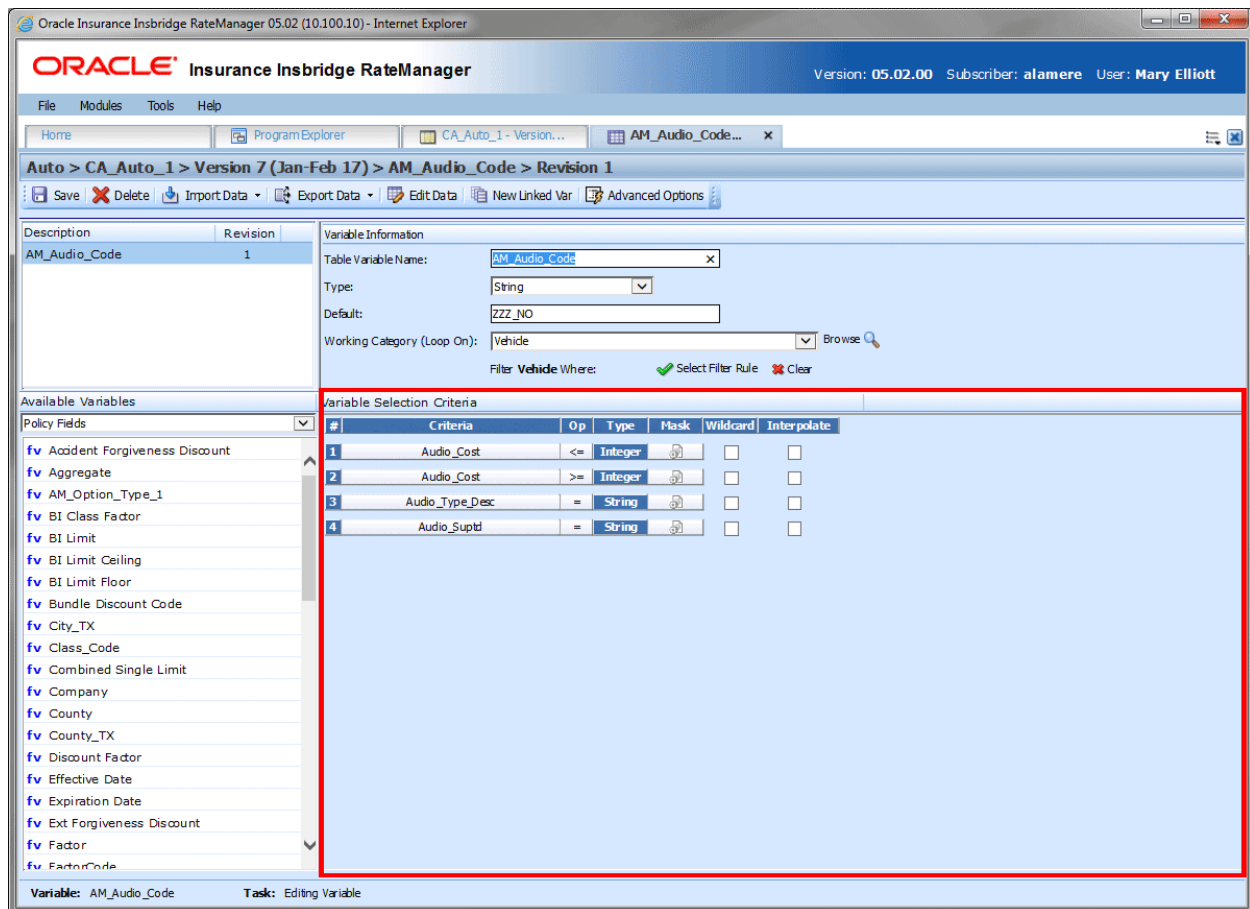 Oracle Insurance Insbridge RateManager 05.02 (10.100.10) - Internet Explorer
ORACLE Insurance Insbridge RateManager
Version: 05.02.00 Subscriber: alamere User: Mary Elliott
File Modules Tools Help
Home Program Explorer CA_Auto_1 - Version... AM_Audio_Code... x
Auto > CA_Auto_1 > Version 7 (Jan-Feb 17) > AM_Audio_Code > Revision 1
Save Delete Import Data Export Data Edit Data New Linked Var Advanced Options
Description Revision
AM_Audio_Code 1
Variable Information
Table Variable Name: AM_Audio_Code
Type: String
Default: ZZZ_NO
Working Category (Loop On): Vehicle Browse
Filter Vehicle Where: Select Filter Rule Clear
Available Variables
Policy Fields
fv Accident Forgiveness Discount
fv Aggregate
fv AM_Option_Type_1
fv BI Class Factor
fv BI Limit
fv BI Limit Ceiling
fv BI Limit Floor
fv Bundle Discount Code
fv City_TX
fv Class_Code
fv Combined Single Limit
fv Company
fv County
fv County_TX
fv Discount Factor
fv Effective Date
fv Expiration Date
fv Ext Forgiveness Discount
fv Factor
fv FactorCode
Variable Selection Criteria
# Criteria Op Type Mask Wildcard Interpolate
1 Audio_Cost <= Integer
2 Audio_Cost >= Integer
3 Audio_Type_Desc = String
4 Audio_Suptd = String
Variable: AM_Audio_Code Task: Editing Variable